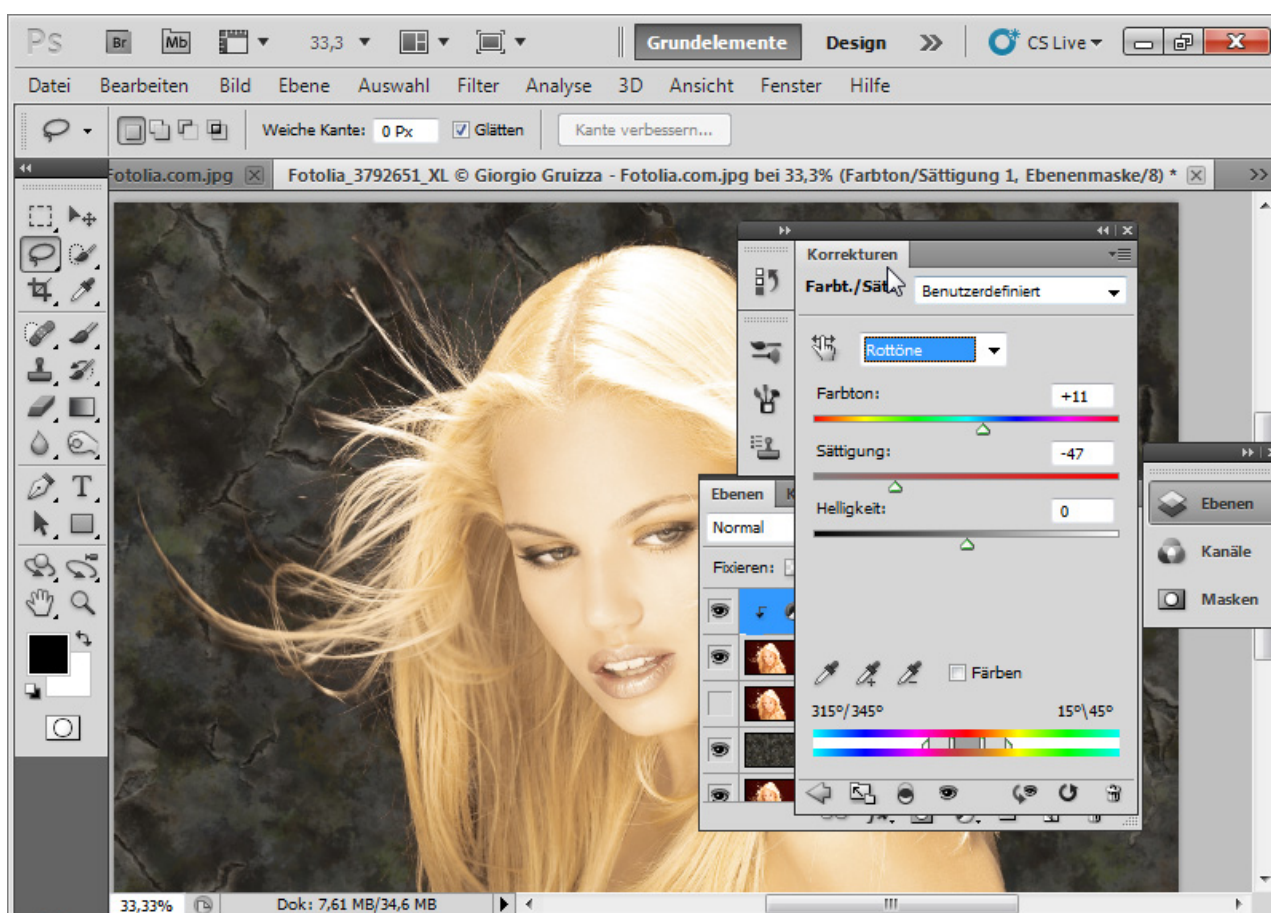 Ps Br Mb 33,3 Grundelemente Design CS Live
Datei Bearbeiten Bild Ebene Auswahl Filter Analyse 3D Ansicht Fenster Hilfe
Weiche Kante: 0 Px Glätten Kante verbessern...
Fotolia.com.jpg Fotolia_3792651_XL © Giorgio Gruizza - Fotolia.com.jpg bei 33,3% (Farbton/Sättigung 1, Ebenenmaske/8) *
Korrekturen
Farbt./Sät Benutzerdefiniert
Rottöne
Farbton: +11
Sättigung: -47
Helligkeit: 0
Färben
315°/345° 15°\45°
Ebenen K
Normal
Fixieren:
Ebenen
Kanäle
Masken
T
33,33% Dok: 7,61 MB/34,6 MB